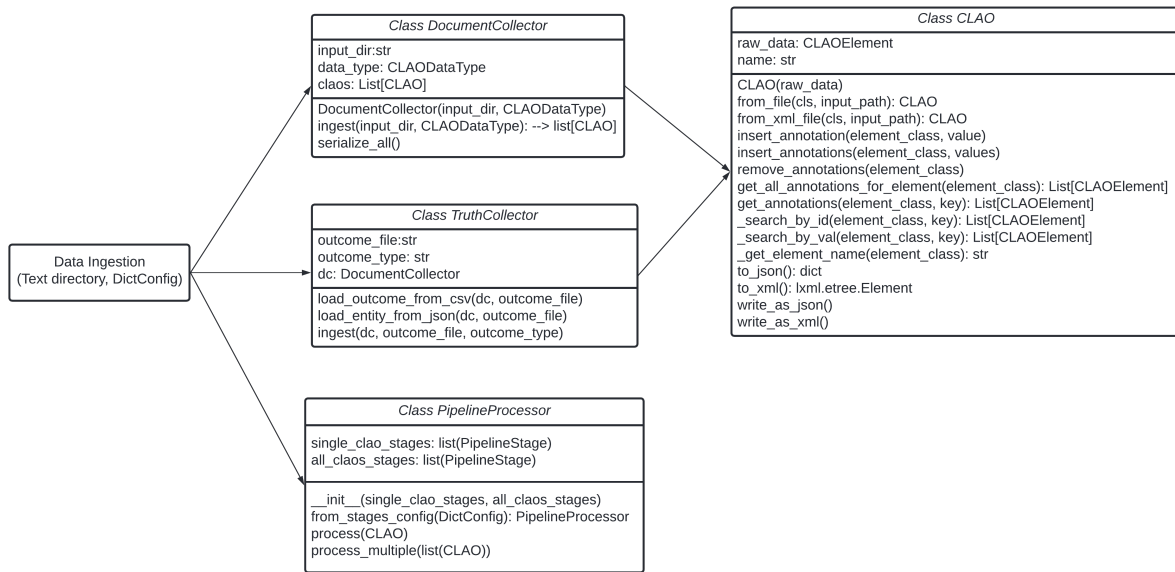 Data Ingestion
(Text directory, DictConfig)
Class DocumentCollector
input_dir:str
data_type: CLAODataType
claos: List[CLAO]
DocumentCollector(input_dir, CLAODataType)
ingest(input_dir, CLAODataType): --> list[CLAO]
serialize_all()
Class TruthCollector
outcome_file:str
outcome_type: str
dc: DocumentCollector
load_outcome_from_csv(dc, outcome_file)
load_entity_from_json(dc, outcome_file)
ingest(dc, outcome_file, outcome_type)
Class PipelineProcessor
single_clao_stages: list(PipelineStage)
all_claos_stages: list(PipelineStage)
__init__(single_clao_stages, all_claos_stages)
from_stages_config(DictConfig): PipelineProcessor
process(CLAO)
process_multiple(list(CLAO))
Class CLAO
raw_data: CLAOElement
name: str
CLAO(raw_data)
from_file(cls, input_path): CLAO
from_xml_file(cls, input_path): CLAO
insert_annotation(element_class, value)
insert_annotations(element_class, values)
remove_annotations(element_class)
get_all_annotations_for_element(element_class): List[CLAOElement]
get_annotations(element_class, key): List[CLAOElement]
_search_by_id(element_class, key): List[CLAOElement]
_search_by_val(element_class, key): List[CLAOElement]
_get_element_name(element_class): str
to_json(): dict
to_xml(): lxml.etree.Element
write_as_json()
write_as_xml()